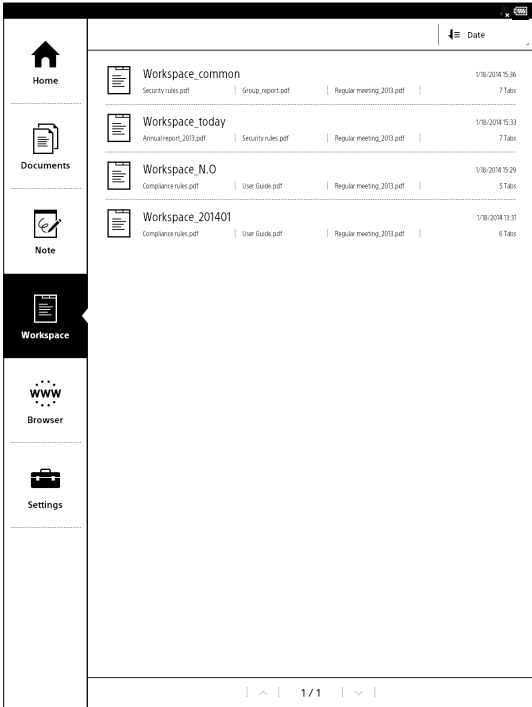 Date
Home
Documents
Note
Workspace
WWW
Browser
Settings
Workspace_common 1/18/2014 15:36
Security rules.pdf Group_report.pdf Regular meeting_2013.pdf 7 Tabs
Workspace_today 1/18/2014 15:33
Annual report_2013.pdf Security rules.pdf Regular meeting_2013.pdf 7 Tabs
Workspace_N.O 1/18/2014 15:29
Compliance rules.pdf User Guide.pdf Regular meeting_2013.pdf 5 Tabs
Workspace_201401 1/18/2014 13:31
Compliance rules.pdf User Guide.pdf Regular meeting_2013.pdf 6 Tabs
1/1